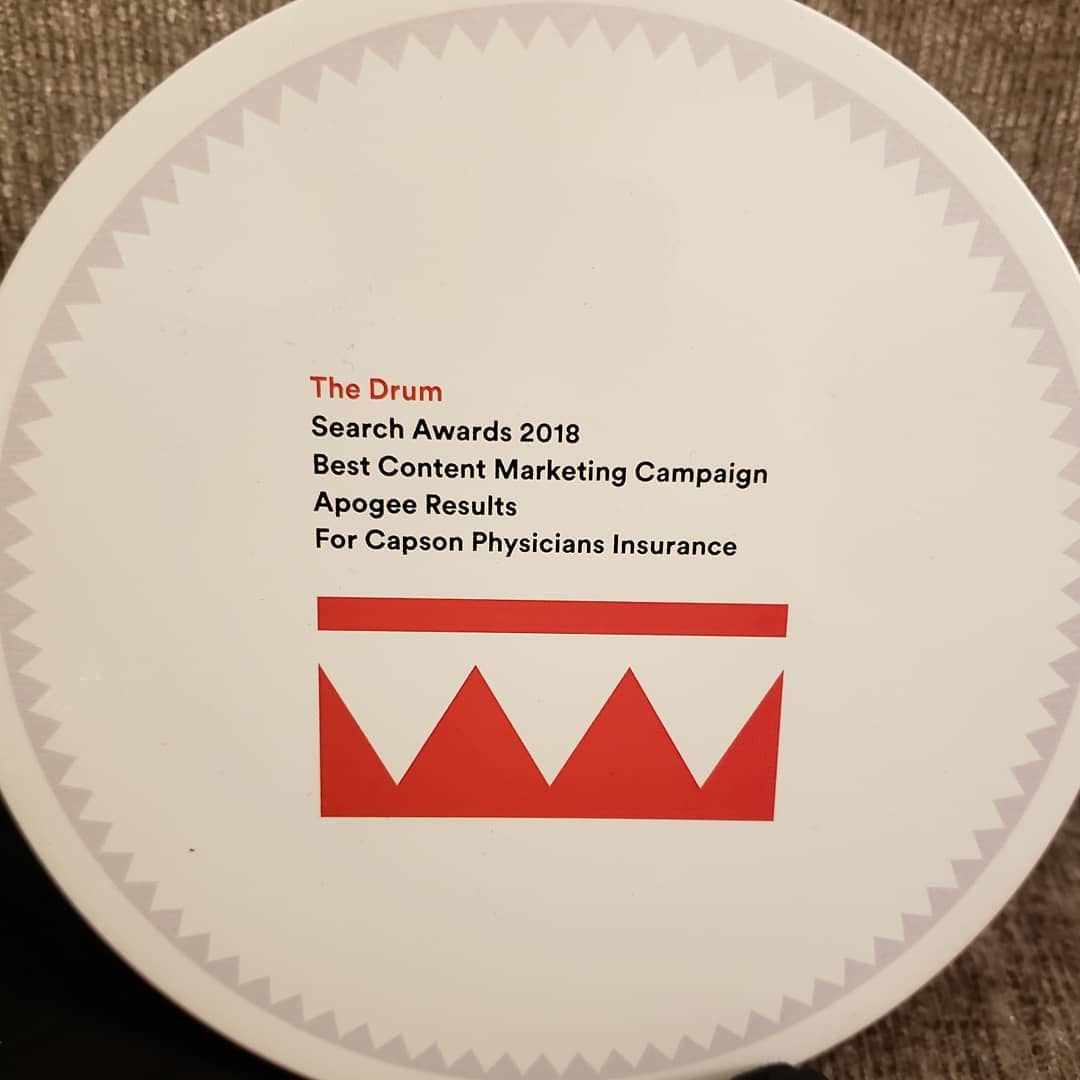 The Drum
Search Awards 2018
Best Content Marketing Campaign
Apogee Results
For Capson Physicians Insurance